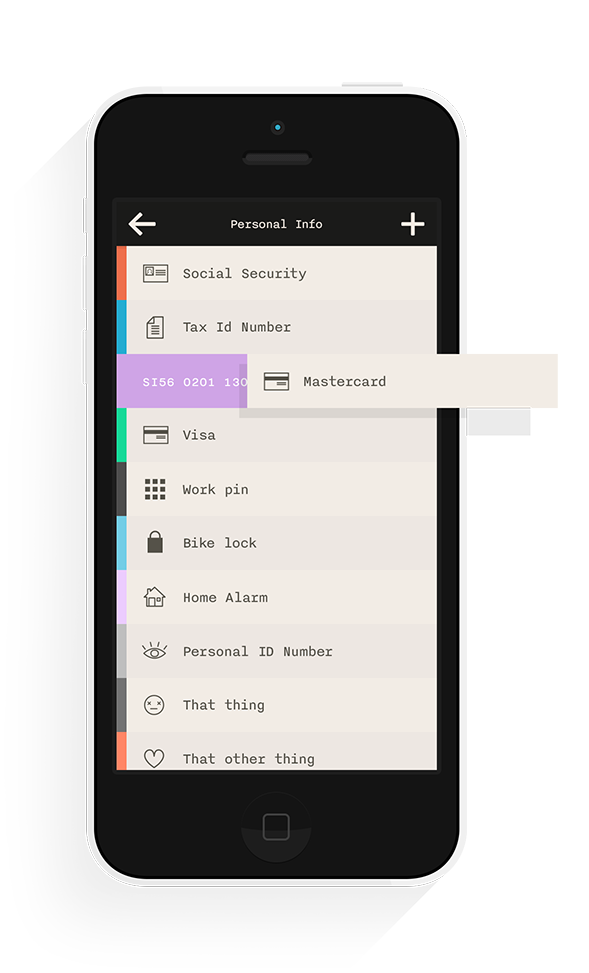 Personal Info
Social Security
Tax Id Number
SI56 0201 130 Mastercard
Visa
Work pin
Bike lock
Home Alarm
Personal ID Number
That thing
That other thing